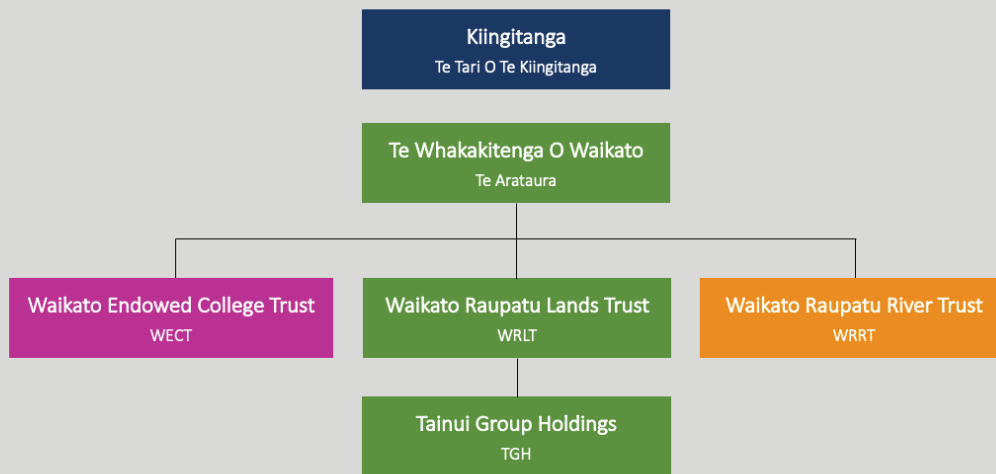 Kiingitanga
Te Tari O Te Kiingitanga
Te Whakakitenga O Waikato
Te Arataura
Waikato Endowed College Trust
WECT
Waikato Raupatu Lands Trust
WRLT
Waikato Raupatu River Trust
WRRT
Tainui Group Holdings
TGH